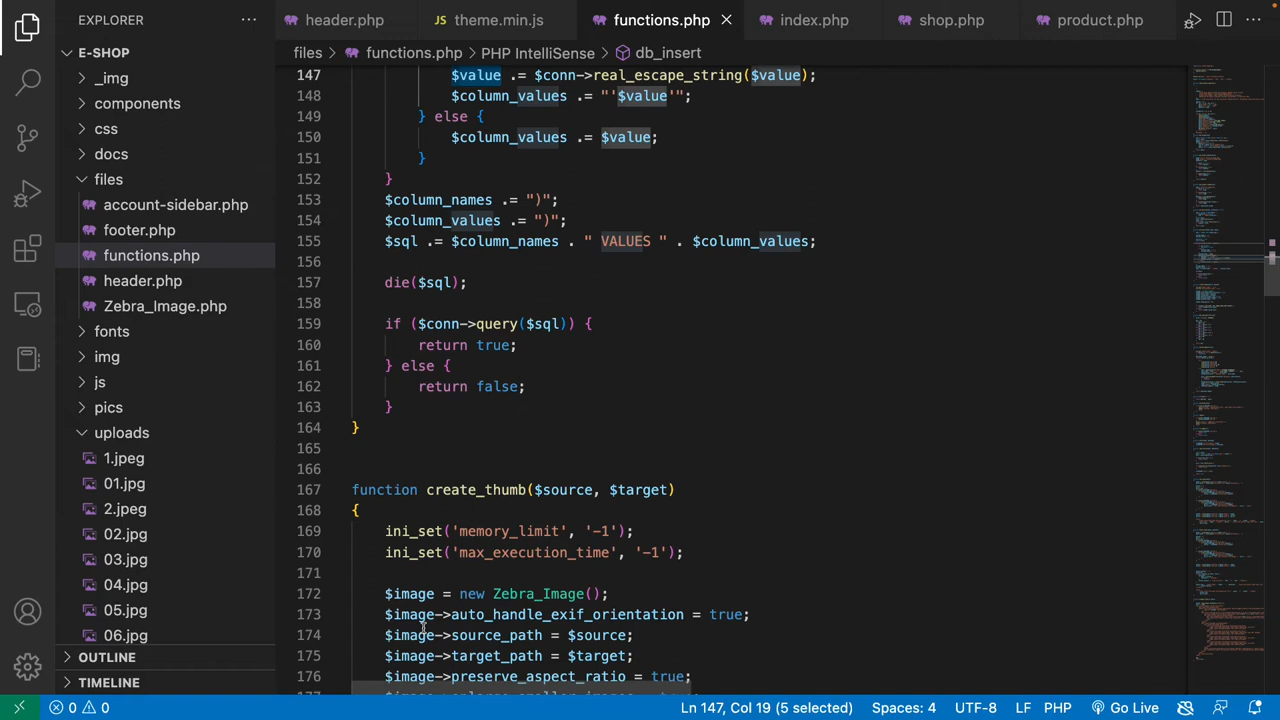 EXPLORER
header.php
JS theme.min.js
functions.php
index.php
shop.php
product.php
E-SHOP
files > functions.php > PHP IntelliSense > db_insert
_img
components
css
docs
files
account-sidebar.php
footer.php
functions.php
header.php
Zebra_Image.php
fonts
img
js
pics
uploads
1.jpeg
01.jpg
2.jpeg
02.jpg
03.jpg
04.jpg
05.jpg
06.jpg
OUTLINE
TIMELINE
147 $value = $conn->real_escape_string($value);
148 $column_values .= "'$value'";
149 } else {
150 $column_values .= $value;
151 }
152 }
153 $column_names .= ")";
154 $column_values .= ")";
155 $sql .= $column_names . " VALUES " . $column_values;
156
157 die($sql);
158
159 if ($conn->query($sql)) {
160 return true;
161 } else {
162 return false;
163 }
164 }
165
166
167 function create_thumb($source, $target)
168 {
169 ini_set('memory_limit', '-1');
170 ini_set('max_execution_time', '-1');
171
172 $image = new Zebra_Image();
173 $image->auto_handle_exif_orientation = true;
174 $image->source_path = $source;
175 $image->target_path = $target;
176 $image->preserve_aspect_ratio = true;
0 0
Ln 147, Col 19 (5 selected)
Spaces: 4
UTF-8
LF
PHP
Go Live